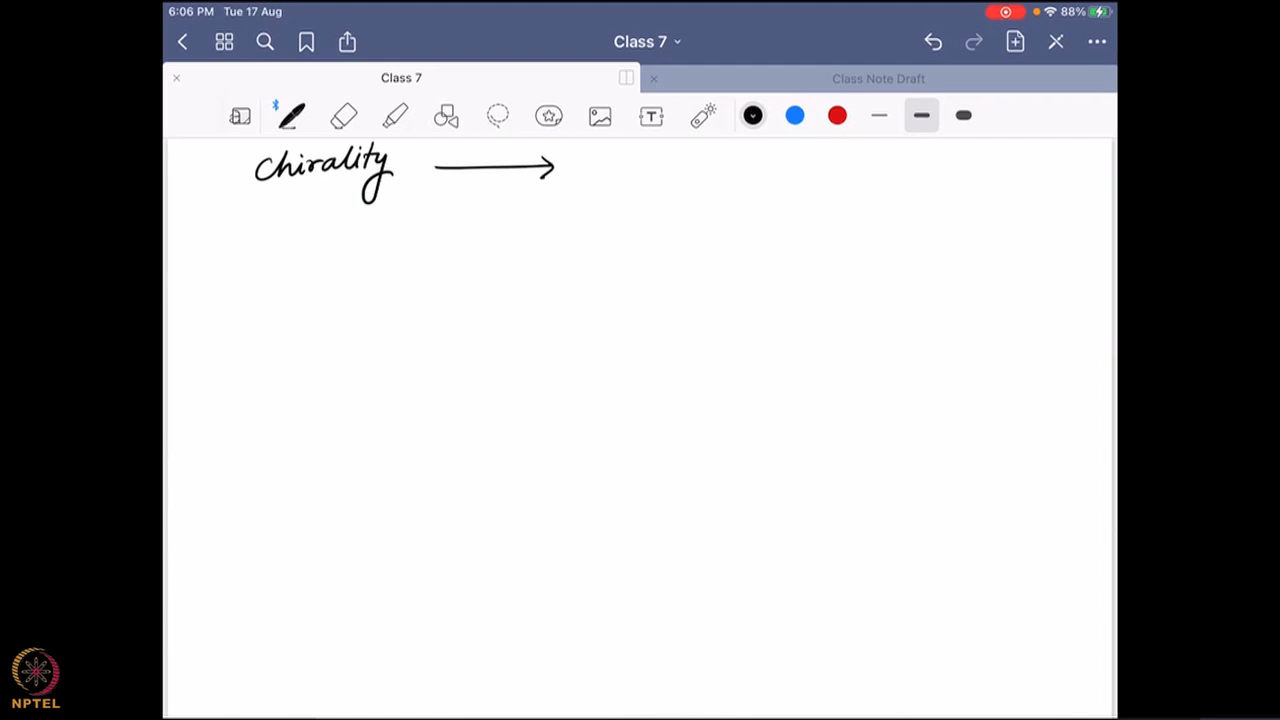 6:06 PM Tue 17 Aug 88%
Class 7
Class 7 Class Note Draft
T
Chirality →
NPTEL